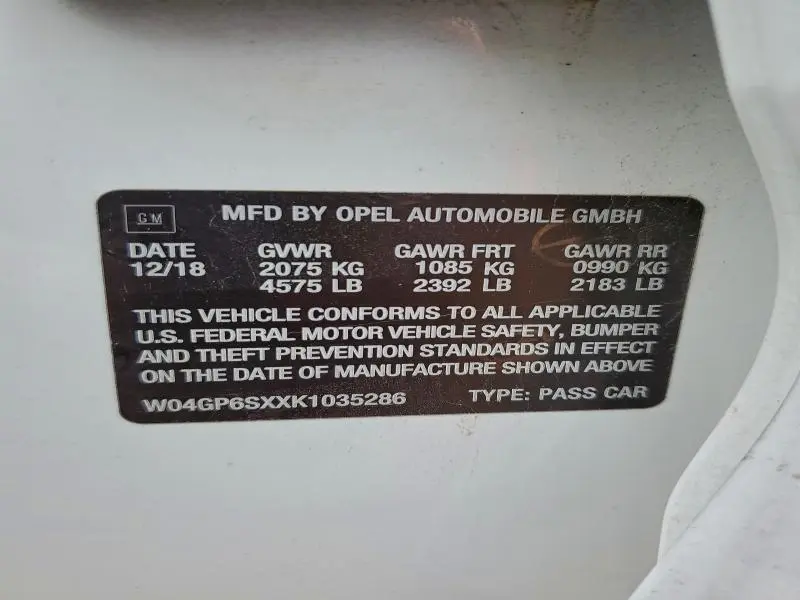 GM MFD BY OPEL AUTOMOBILE GMBH
DATE GVWR GAWR FRT GAWR RR
12/18 2075 KG 1085 KG 0990 KG
4575 LB 2392 LB 2183 LB
THIS VEHICLE CONFORMS TO ALL APPLICABLE
U.S. FEDERAL MOTOR VEHICLE SAFETY, BUMPER
AND THEFT PREVENTION STANDARDS IN EFFECT
ON THE DATE OF MANUFACTURE SHOWN ABOVE
W04GP6SXXK1035286 TYPE: PASS CAR